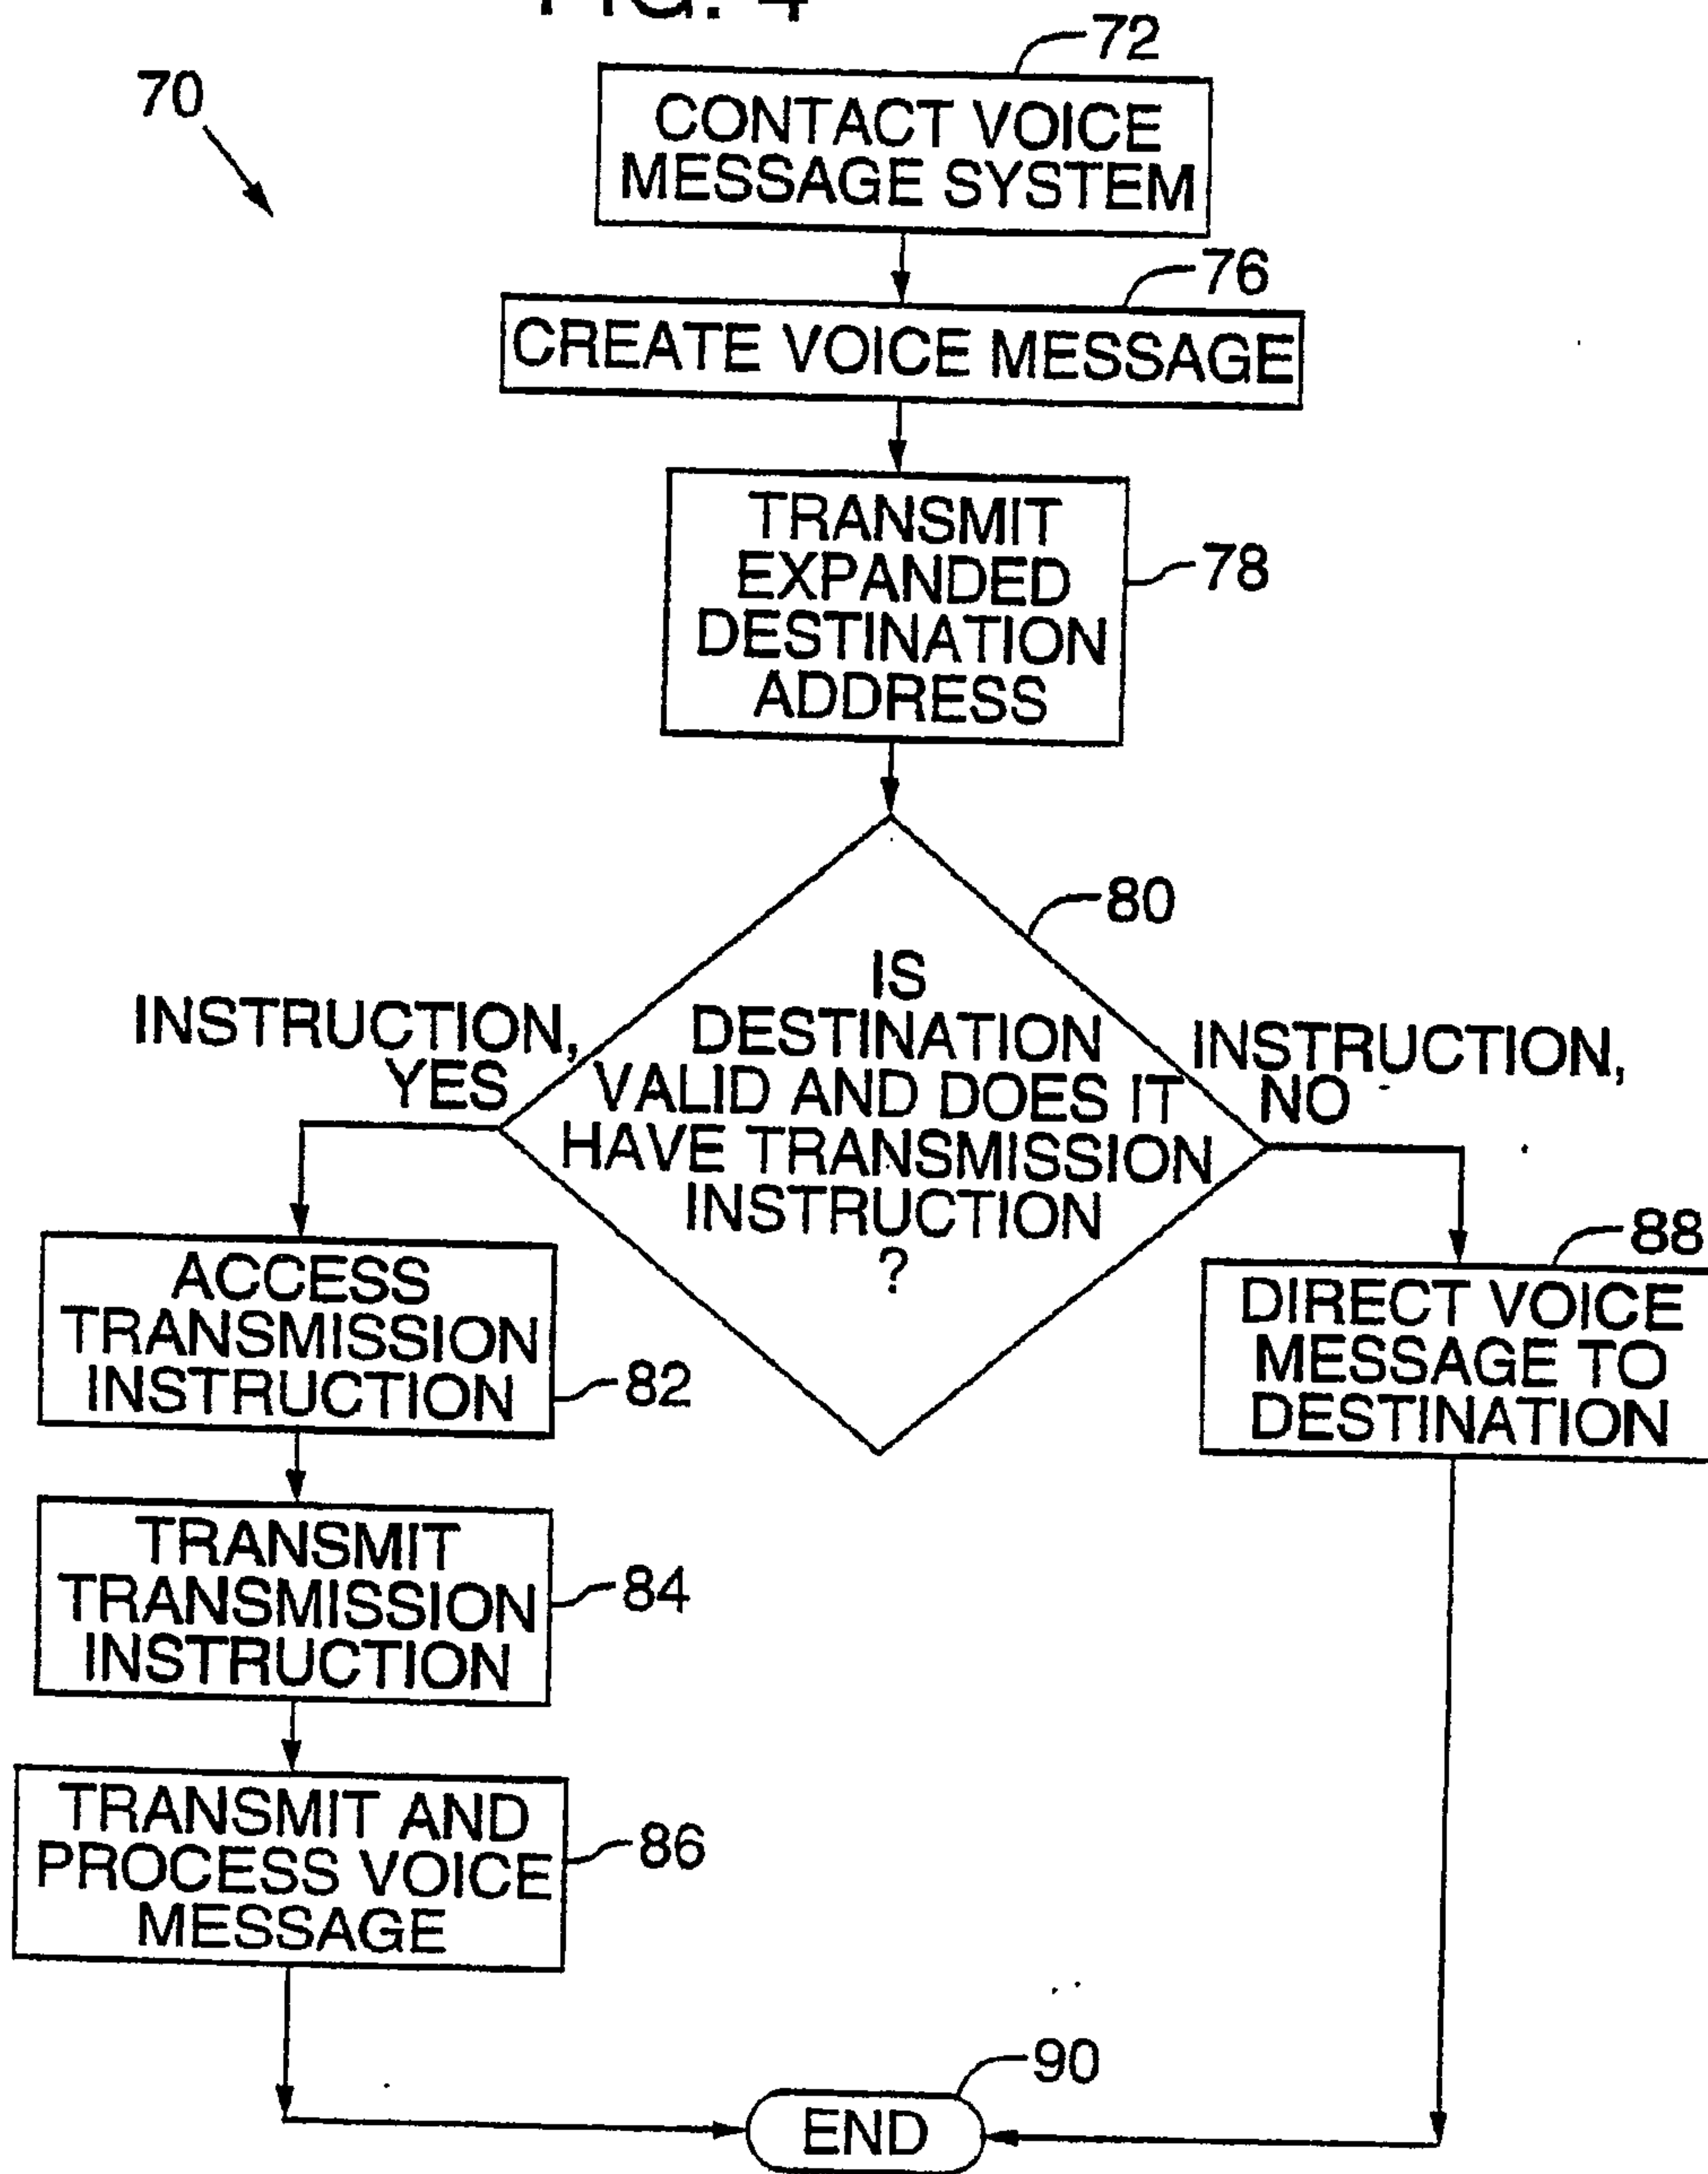 FIG. 4
70
72
CONTACT VOICE
MESSAGE SYSTEM
76
CREATE VOICE MESSAGE
TRANSMIT
EXPANDED
DESTINATION
ADDRESS
78
80
IS
DESTINATION
VALID AND DOES IT
HAVE TRANSMISSION
INSTRUCTION
?
INSTRUCTION,
YES
INSTRUCTION,
NO
ACCESS
TRANSMISSION
INSTRUCTION
82
88
DIRECT VOICE
MESSAGE TO
DESTINATION
TRANSMIT
TRANSMISSION
INSTRUCTION
84
TRANSMIT AND
PROCESS VOICE
MESSAGE
86
90
END